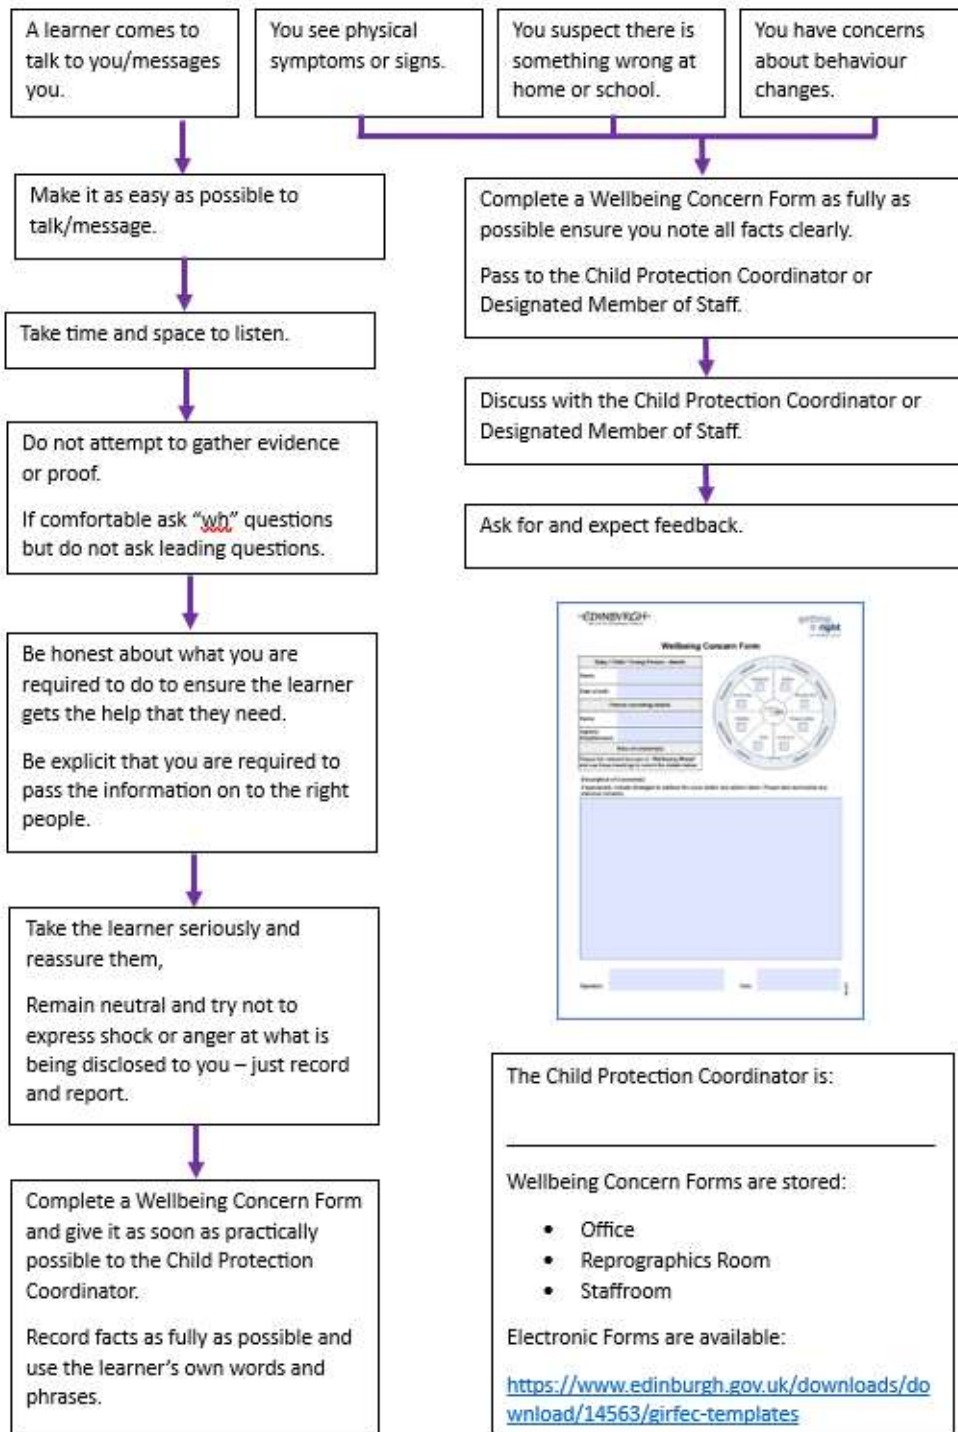 A learner comes to
talk to you/messages
you.
You see physical
symptoms or signs.
You suspect there is
something wrong at
home or school.
You have concerns
about behaviour
changes.
Make it as easy as possible to
talk/message.
Take time and space to listen.
Do not attempt to gather evidence
or proof.
If comfortable ask “wh” questions
but do not ask leading questions.
Be honest about what you are
required to do to ensure the learner
gets the help that they need.
Be explicit that you are required to
pass the information on to the right
people.
Take the learner seriously and
reassure them,
Remain neutral and try not to
express shock or anger at what is
being disclosed to you – just record
and report.
Complete a Wellbeing Concern Form
and give it as soon as practically
possible to the Child Protection
Coordinator.
Record facts as fully as possible and
use the learner’s own words and
phrases.
Complete a Wellbeing Concern Form as fully as
possible ensure you note all facts clearly.
Pass to the Child Protection Coordinator or
Designated Member of Staff.
Discuss with the Child Protection Coordinator or
Designated Member of Staff.
Ask for and expect feedback.
EDINBVRGH
Wellbeing Concern Form
Name
Date of birth
Name
Signature
Date
The Child Protection Coordinator is:
Wellbeing Concern Forms are stored:
• Office
• Reprographics Room
• Staffroom
Electronic Forms are available:
https://www.edinburgh.gov.uk/downloads/do
wnload/14563/girfec-templates